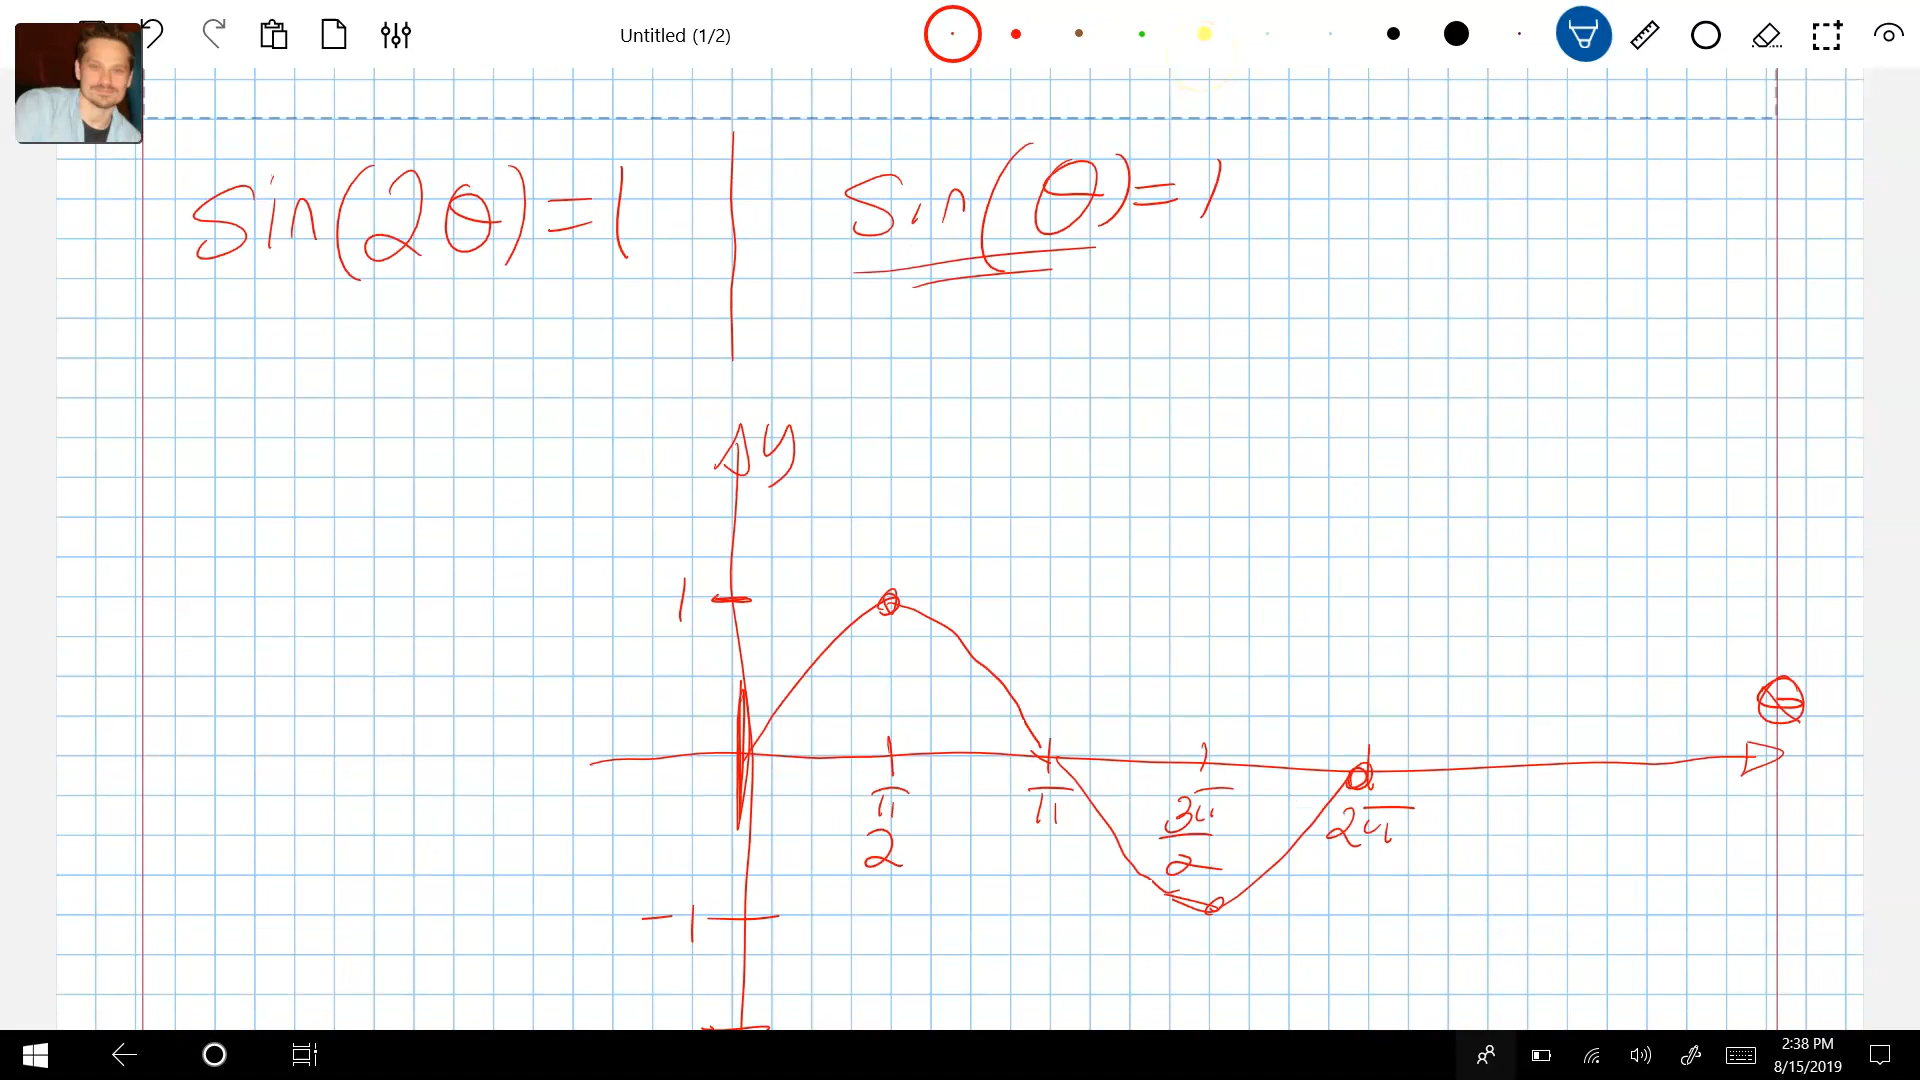 Untitled (1/2)
sin(2θ)=1
sin(θ)=1
y
1
θ
π
2
π
3π
2
2π
-1
2:38 PM
8/15/2019